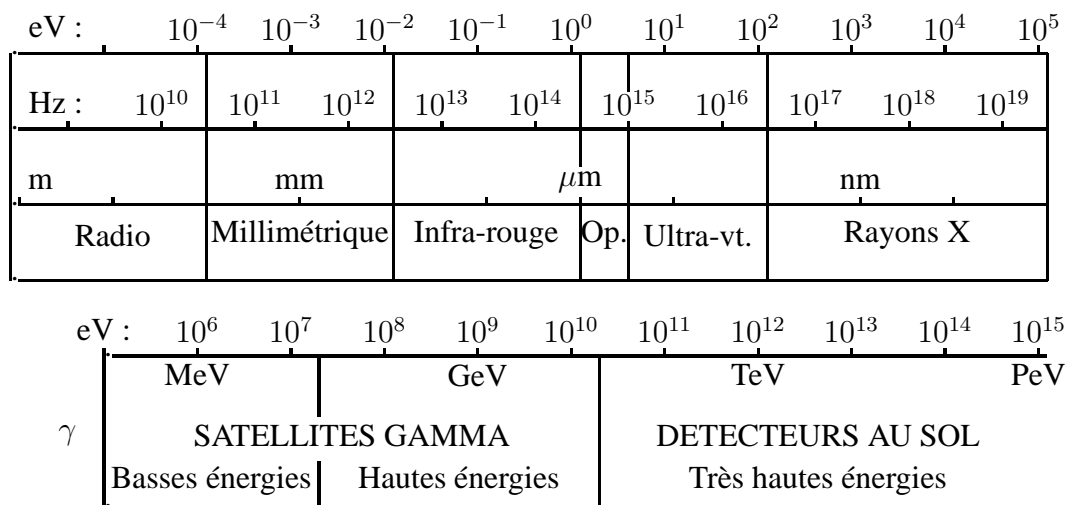 eV : 10⁻⁴ 10⁻³ 10⁻² 10⁻¹ 10⁰ 10¹ 10² 10³ 10⁴ 10⁵
Hz : 10¹⁰ 10¹¹ 10¹² 10¹³ 10¹⁴ 10¹⁵ 10¹⁶ 10¹⁷ 10¹⁸ 10¹⁹
m mm μm nm
Radio Millimétrique Infra-rouge Op. Ultra-vt. Rayons X
eV : 10⁶ 10⁷ 10⁸ 10⁹ 10¹⁰ 10¹¹ 10¹² 10¹³ 10¹⁴ 10¹⁵
MeV GeV TeV PeV
γ SATELLITES GAMMA DETECTEURS AU SOL
Basses énergies Hautes énergies Très hautes énergies